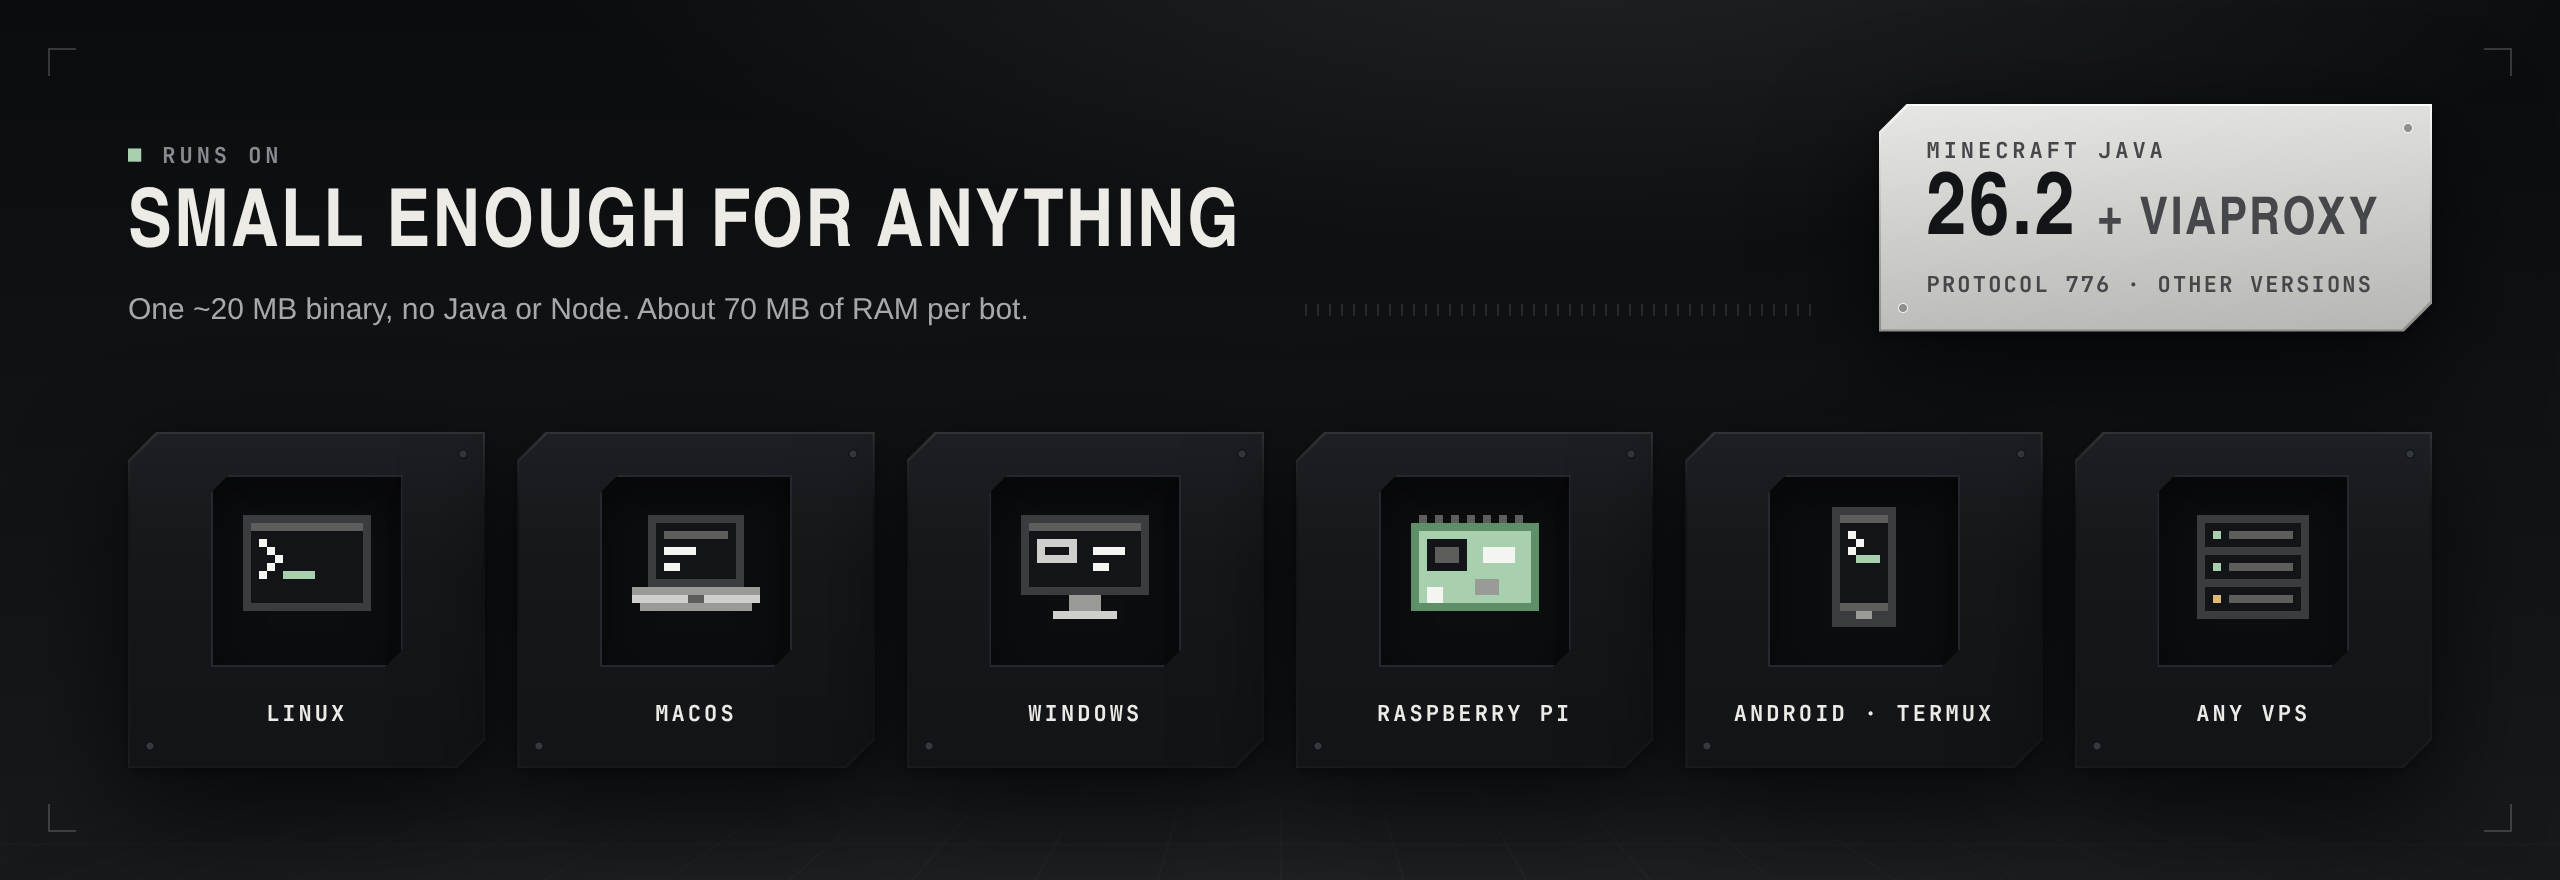 RUNS ON
SMALL ENOUGH FOR ANYTHING
One ~20 MB binary, no Java or Node. About 70 MB of RAM per bot.
MINECRAFT JAVA
26.2 + VIAPROXY
PROTOCOL 776 · OTHER VERSIONS
LINUX
MACOS
WINDOWS
RASPBERRY PI
ANDROID · TERMUX
ANY VPS